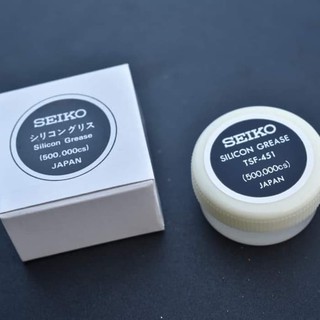 SEIKO
シリコングリス
Silicon Grease
(500.000cs)
JAPAN
SEIKO
SILICON GREASE
TSF-451
(500,000cs)
JAPAN